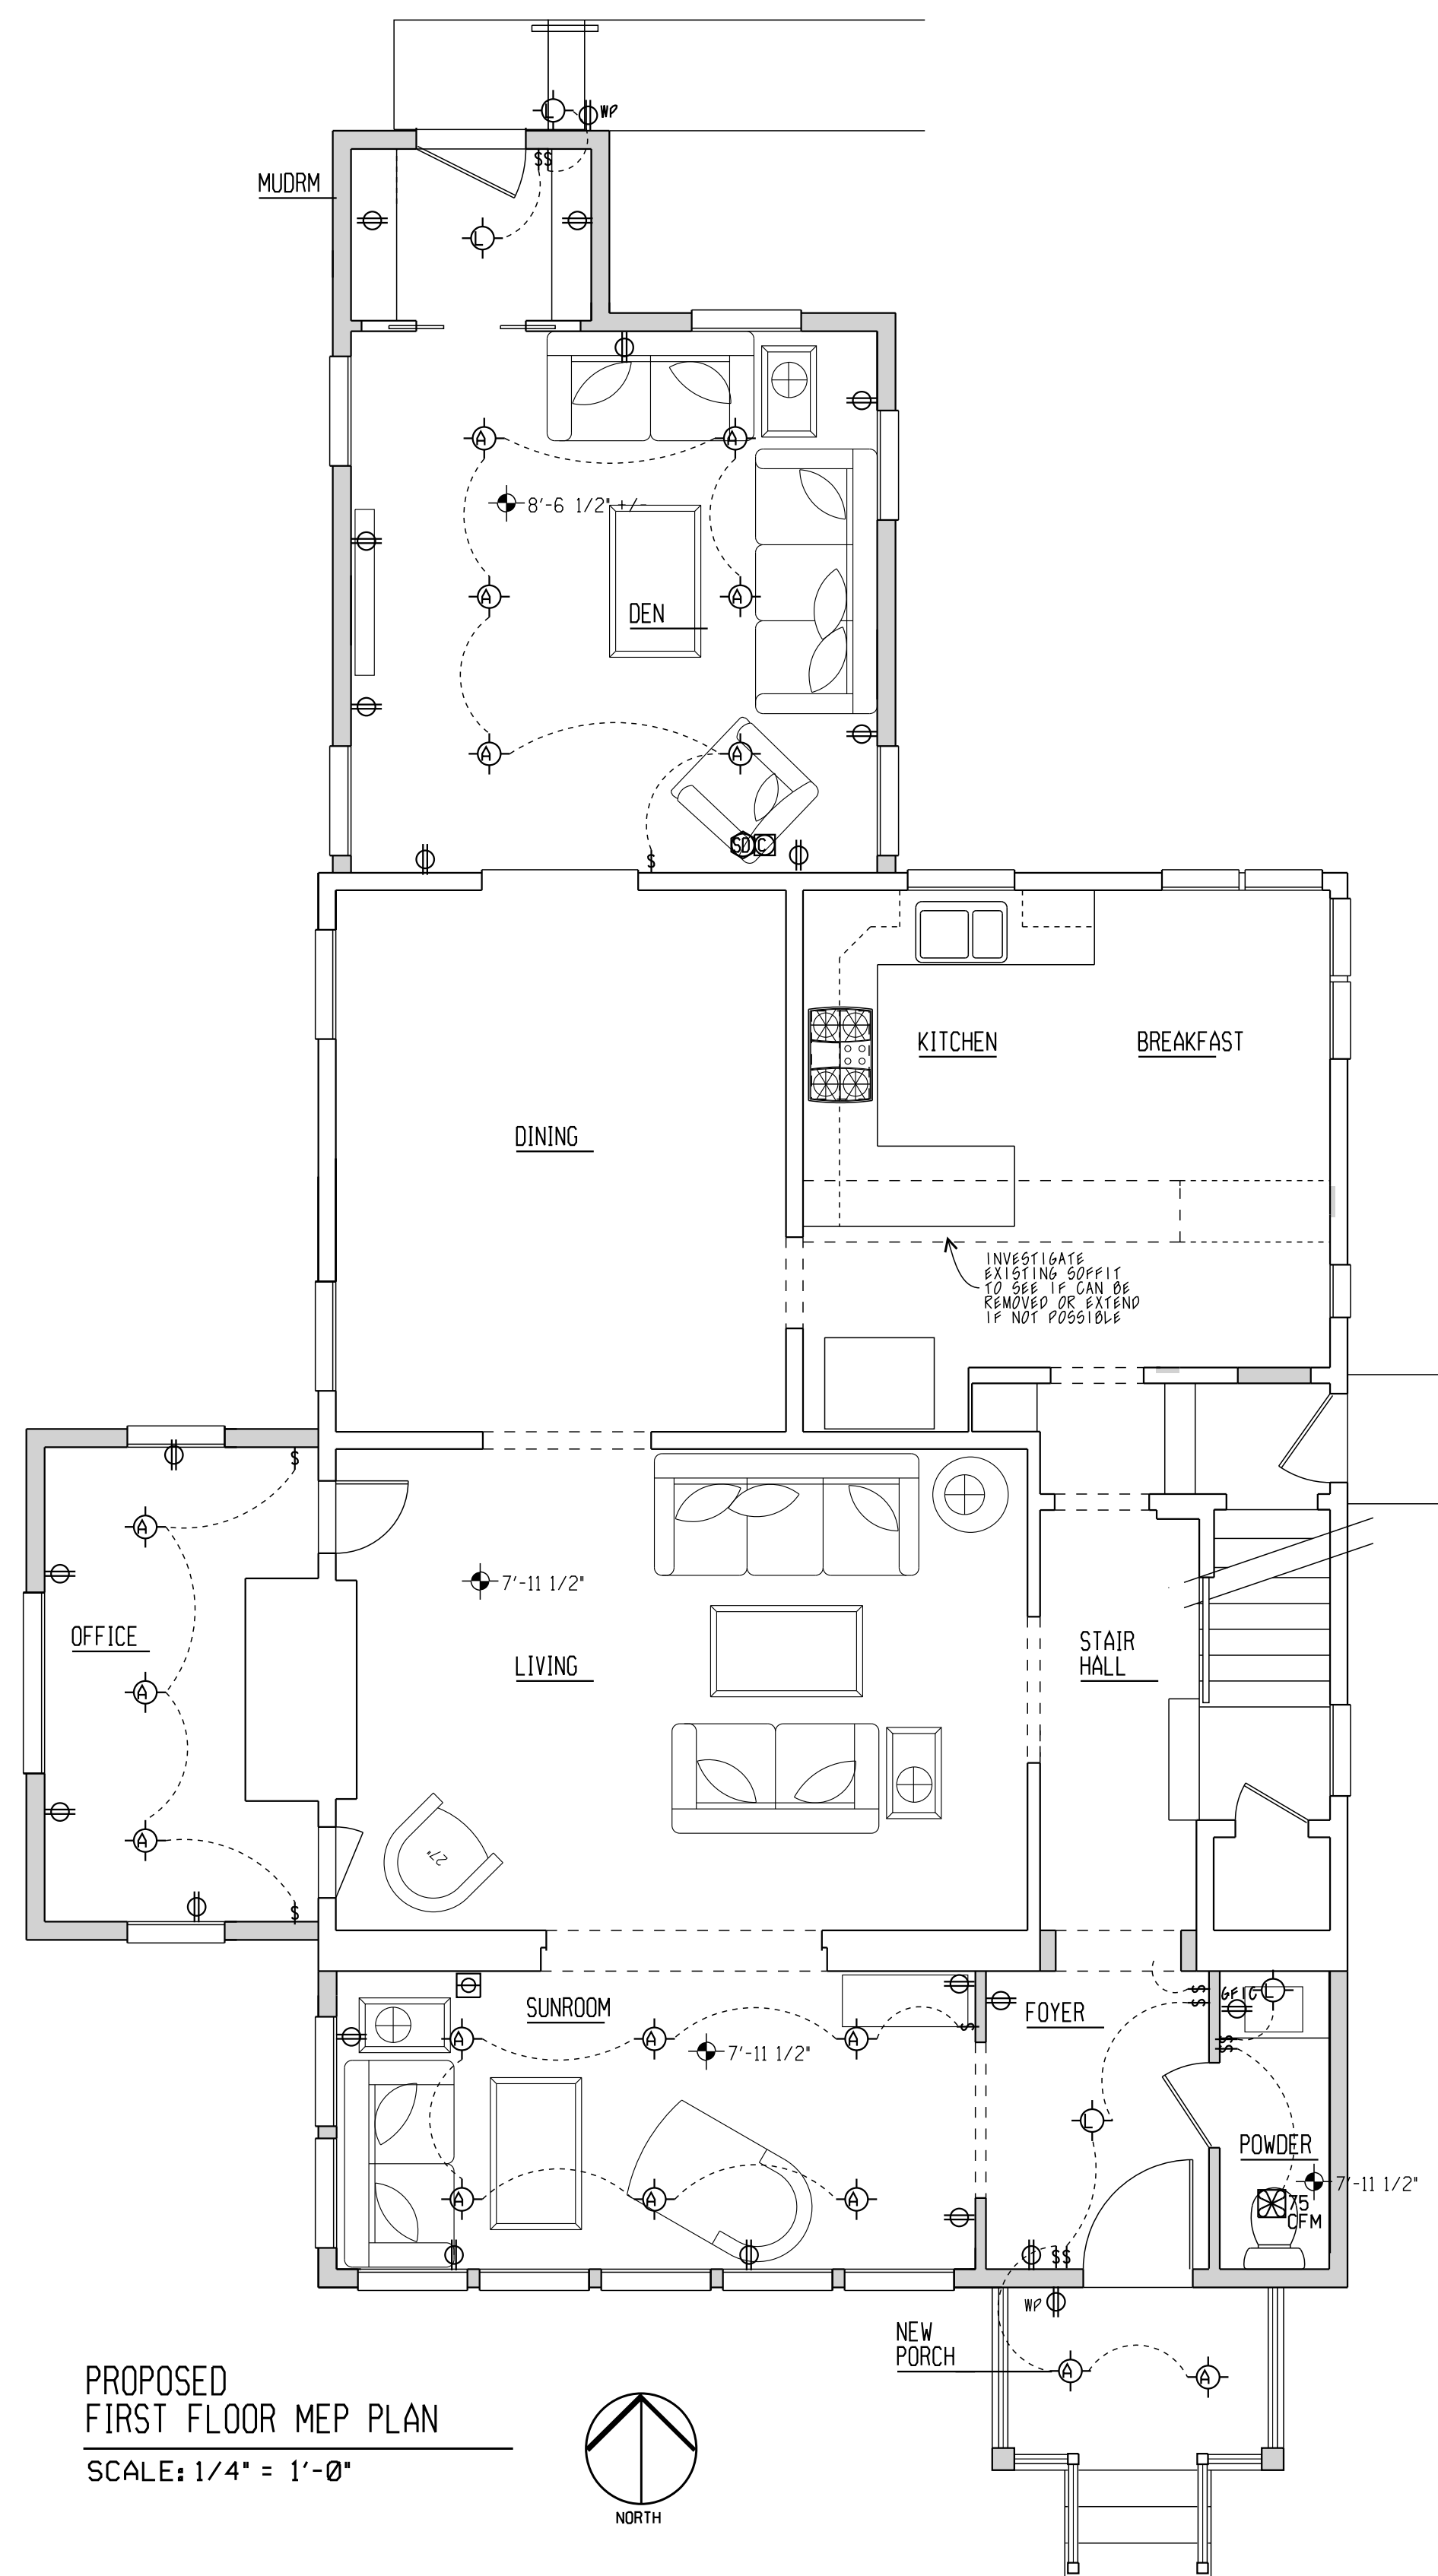 L
WP
$$
MUDRM
L
A
A
8'-6 1/2" +/-
A
A
DEN
A
A
SD C
$
KITCHEN
BREAKFAST
DINING
INVESTIGATE
EXISTING SOFFIT
TO SEE IF CAN BE
REMOVED OR EXTEND
IF NOT POSSIBLE
$
A
7'-11 1/2"
OFFICE
STAIR
HALL
LIVING
A
A
27"
$
SUNROOM
FOYER
$$
GFIC
L
A
A
A
$
7'-11 1/2"
$$
L
POWDER
7'-11 1/2"
A
A
A
75
CFM
$$
WP
NEW
PORCH
A
A
PROPOSED
FIRST FLOOR MEP PLAN
SCALE: 1/4" = 1'-0"
NORTH